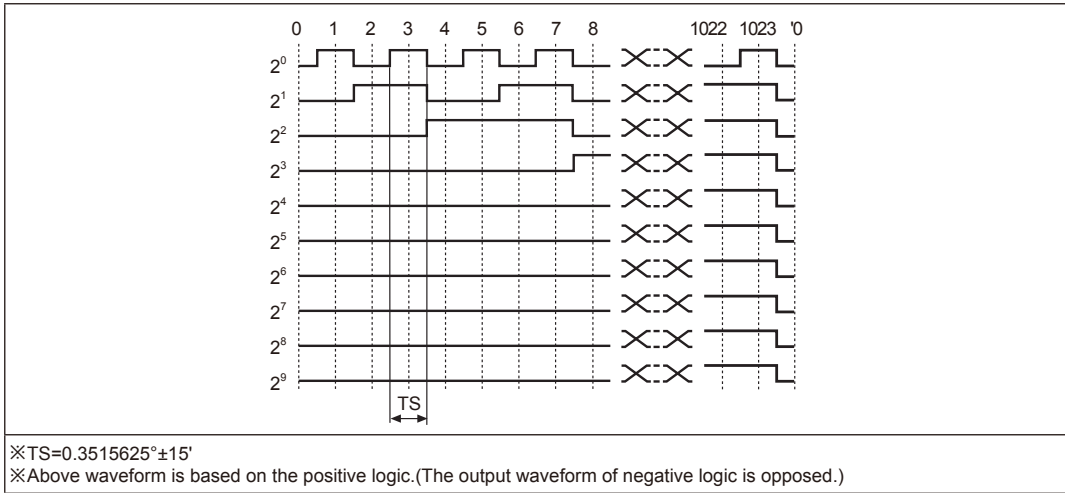 0 1 2 3 4 5 6 7 8 1022 1023 '0
2⁰
2¹
2²
2³
2⁴
2⁵
2⁶
2⁷
2⁸
2⁹
TS
※TS=0.3515625°±15'
※Above waveform is based on the positive logic.(The output waveform of negative logic is opposed.)